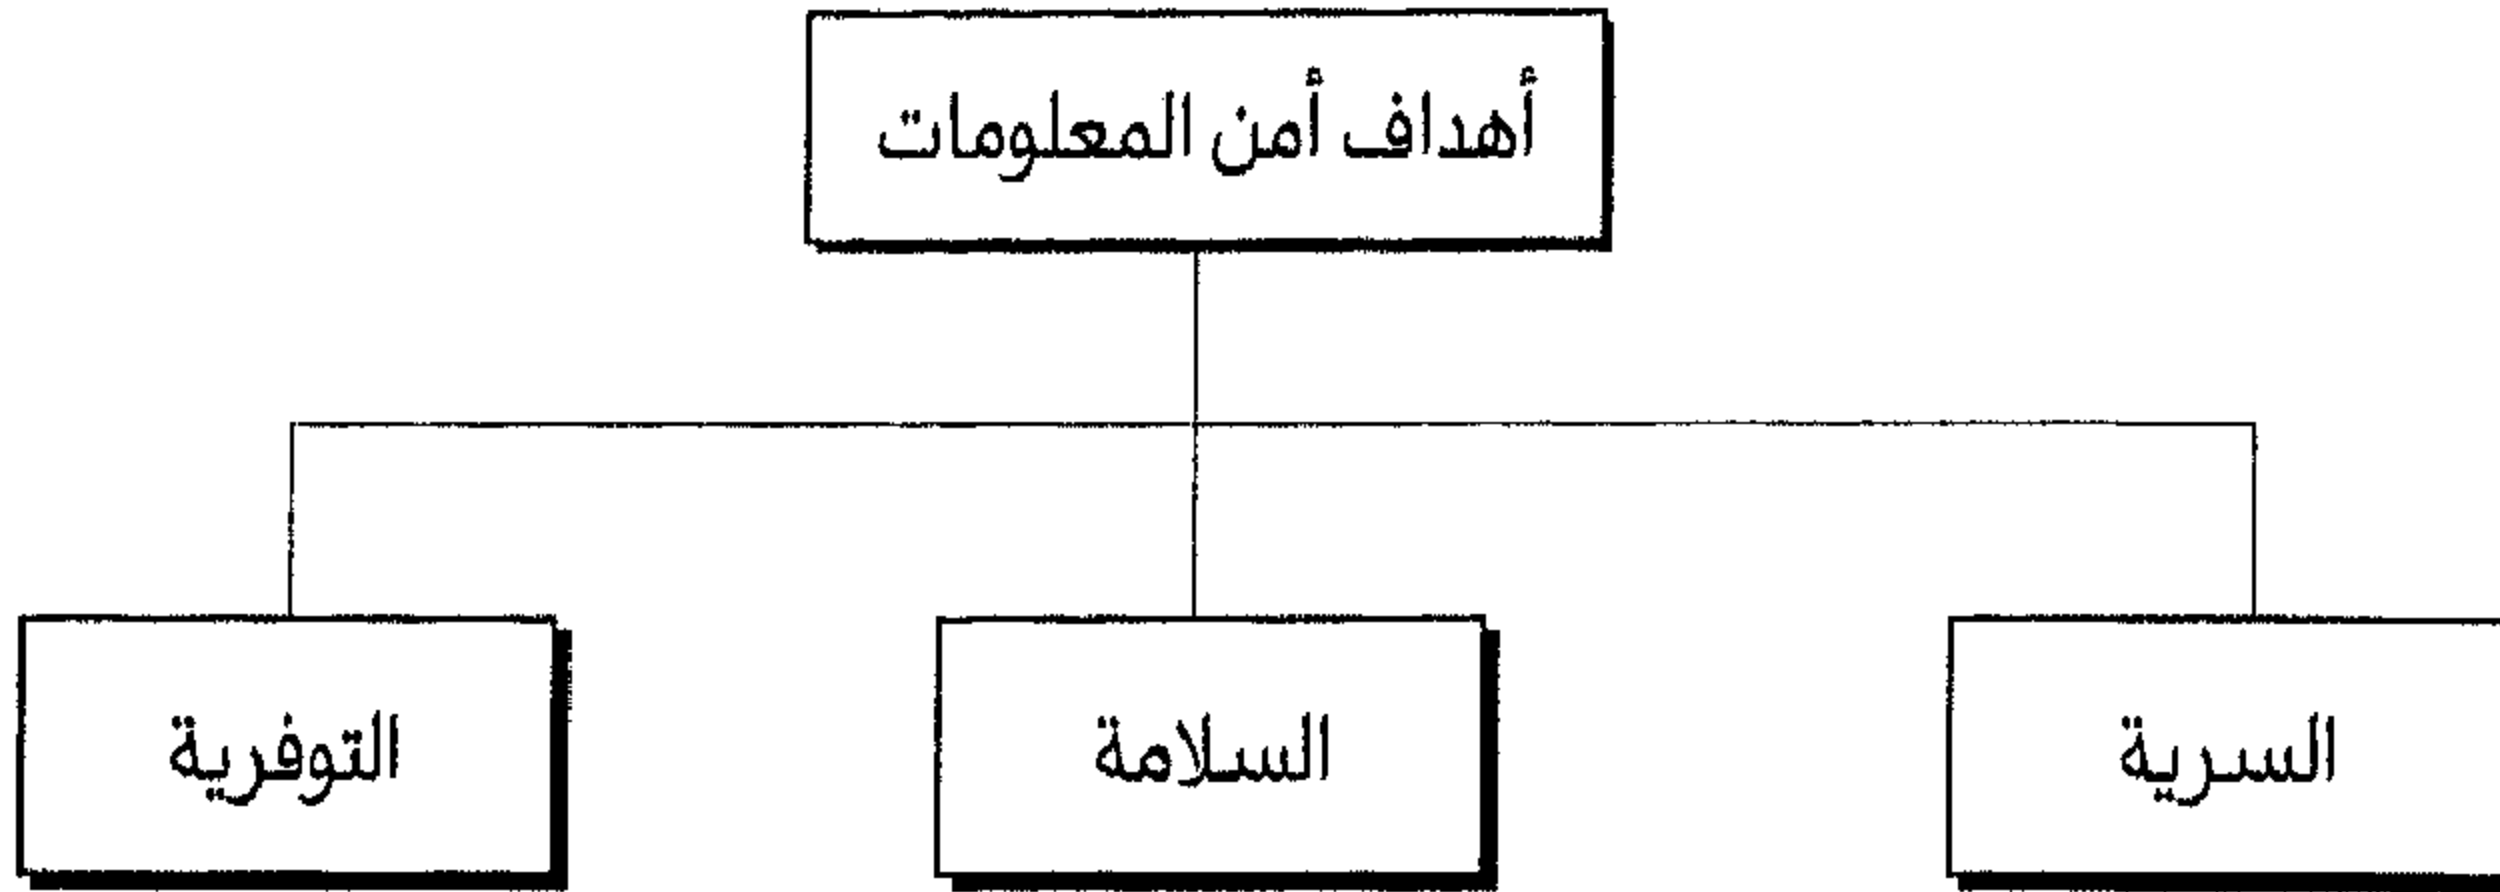 أهداف أمن المعلومات
السرية
السلامة
التوفرية